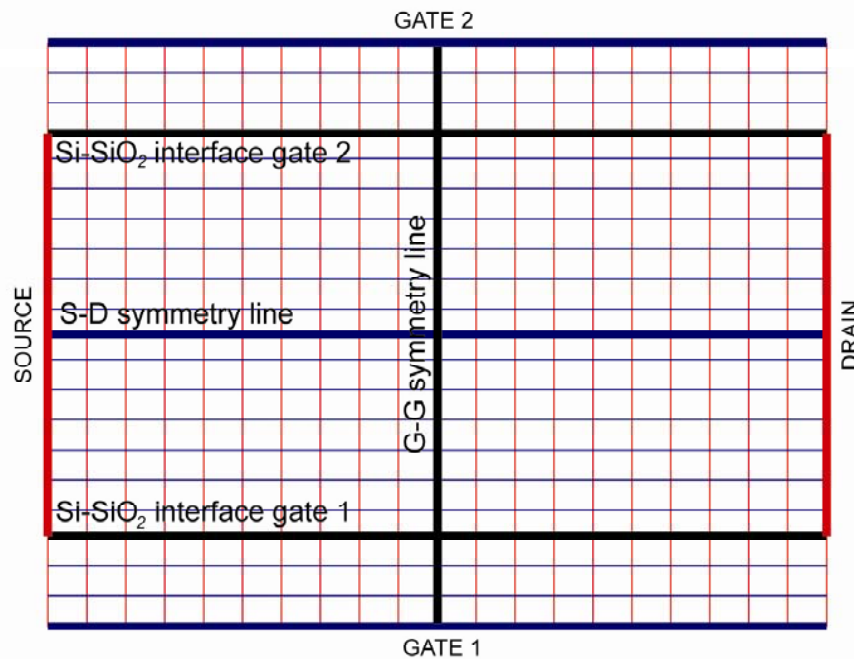 GATE 2
Si-SiO₂ interface gate 2
G-G symmetry line
SOURCE
S-D symmetry line
DRAIN
Si-SiO₂ interface gate 1
GATE 1